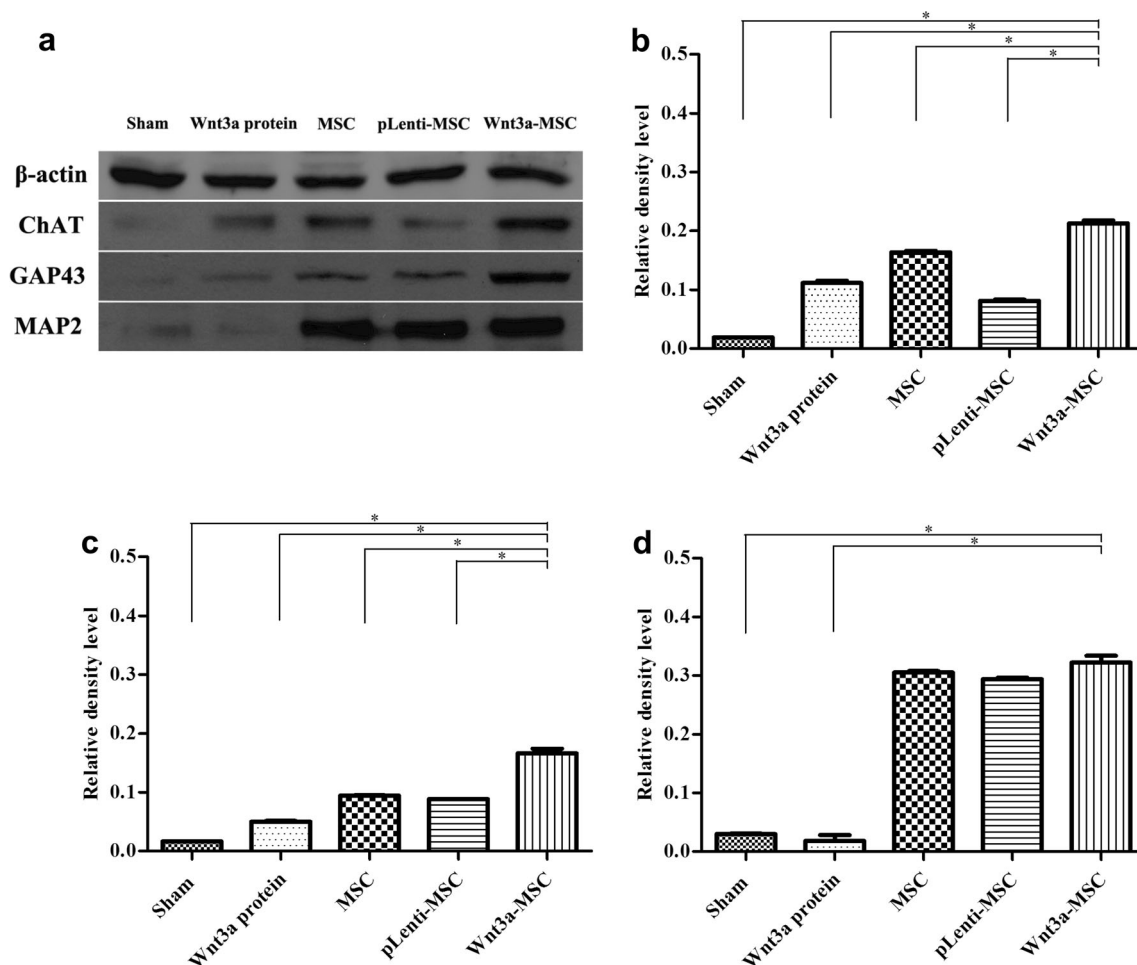 a
Sham Wnt3a protein MSC pLenti-MSC Wnt3a-MSC
β-actin
ChAT
GAP43
MAP2
b
*
*
*
*
Relative density level
0.5
0.4
0.3
0.2
0.1
0.0
Sham
Wnt3a protein
MSC
pLenti-MSC
Wnt3a-MSC
c
*
*
*
*
Relative density level
0.5
0.4
0.3
0.2
0.1
0.0
Sham
Wnt3a protein
MSC
pLenti-MSC
Wnt3a-MSC
d
*
*
Relative density level
0.5
0.4
0.3
0.2
0.1
0.0
Sham
Wnt3a protein
MSC
pLenti-MSC
Wnt3a-MSC